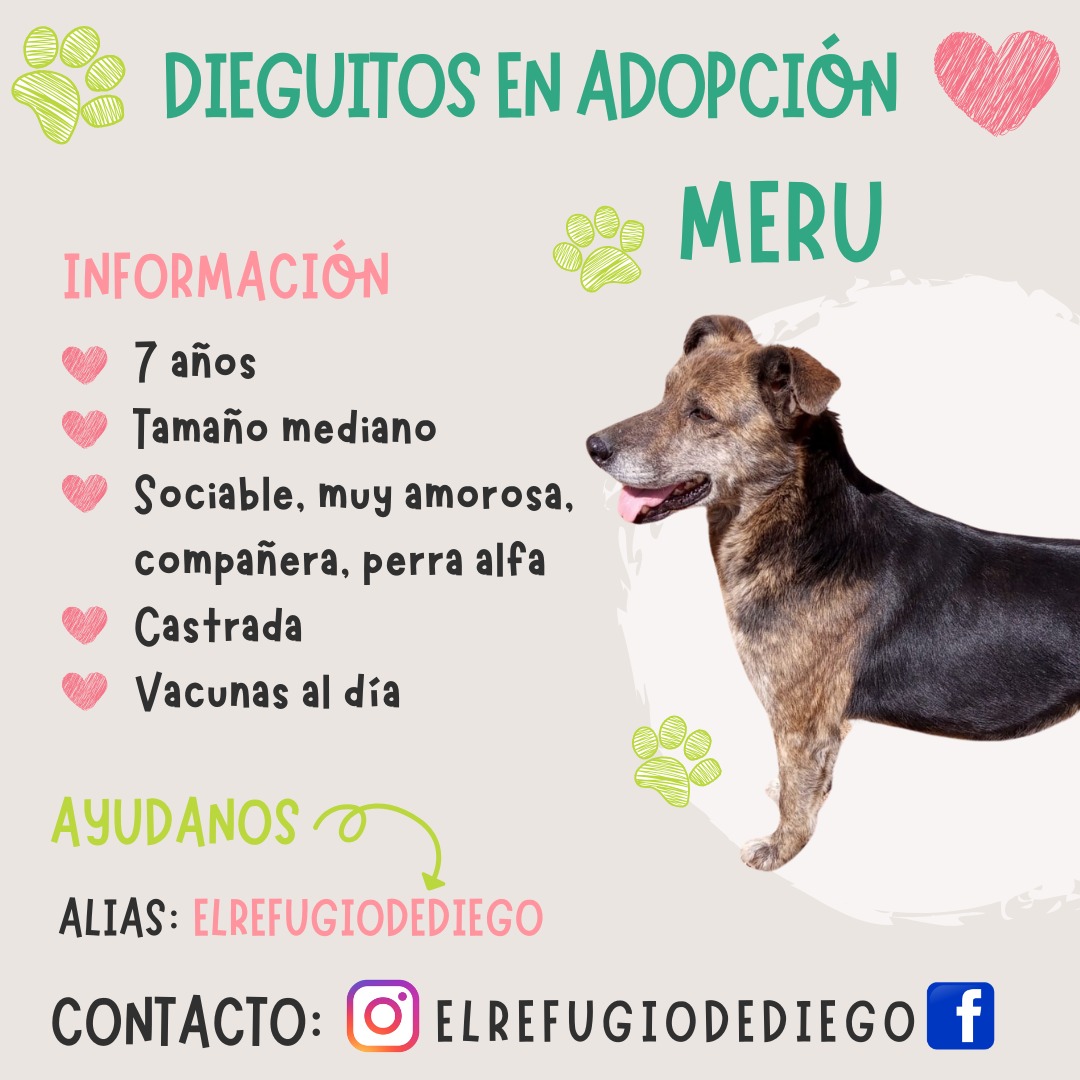 DIEGUITOS EN ADOPCIÓN
MERU
INFORMACIÓN
7 años
Tamaño mediano
Sociable, muy amorosa,
compañera, perra alfa
Castrada
Vacunas al día
AYUDANOS
ALIAS: ELREFUGIODEDIEGO
CONTACTO: ELREFUGIODEDIEGO f